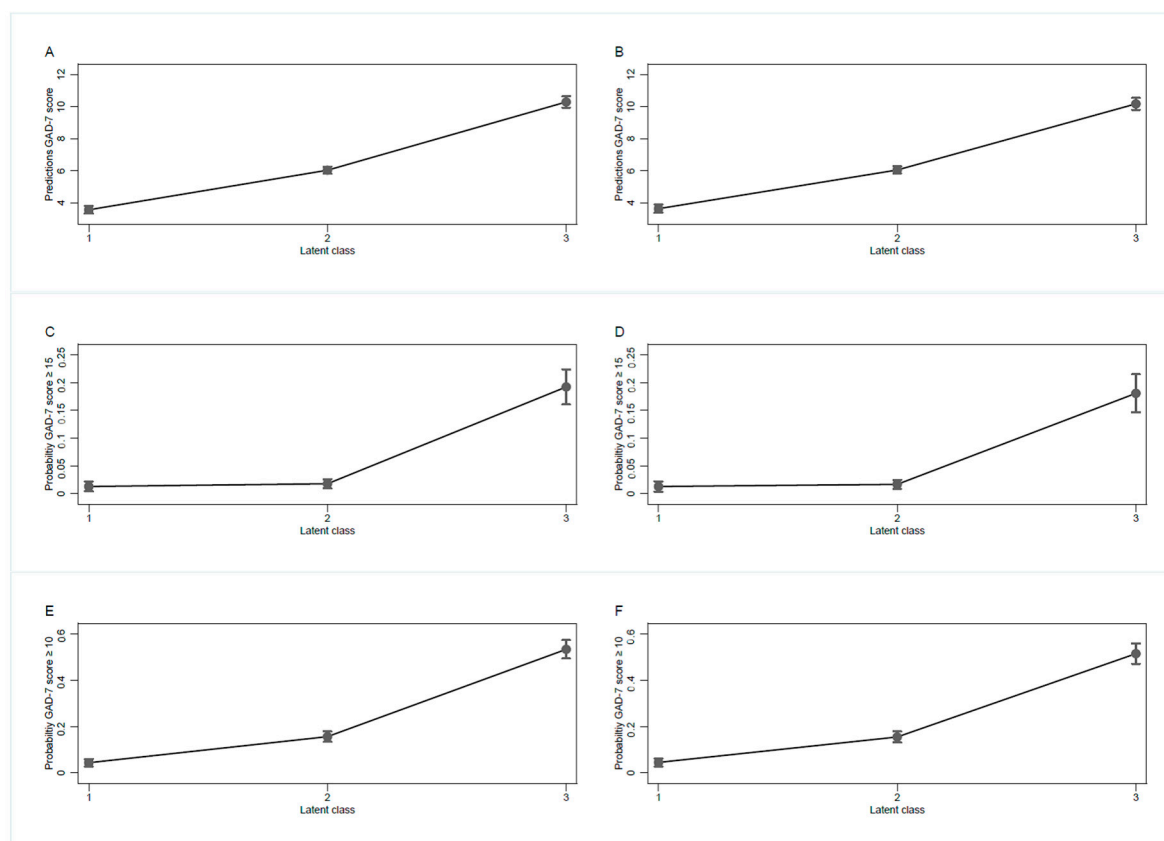 A
Predictions GAD-7 score
12
10
8
6
4
1
2
3
Latent class
B
Predictions GAD-7 score
12
10
8
6
4
1
2
3
Latent class
C
Probabiltiy GAD-7 score ≥ 15
0.25
0.2
0.15
0.1
0.05
0
1
2
3
Latent class
D
Probabiltiy GAD-7 score ≥ 15
0.25
0.2
0.15
0.1
0.05
0
1
2
3
Latent class
E
Probabiltiy GAD-7 score ≥ 10
0.6
0.4
0.2
0
1
2
3
Latent class
F
Probabiltiy GAD-7 score ≥ 10
0.6
0.4
0.2
0
1
2
3
Latent class